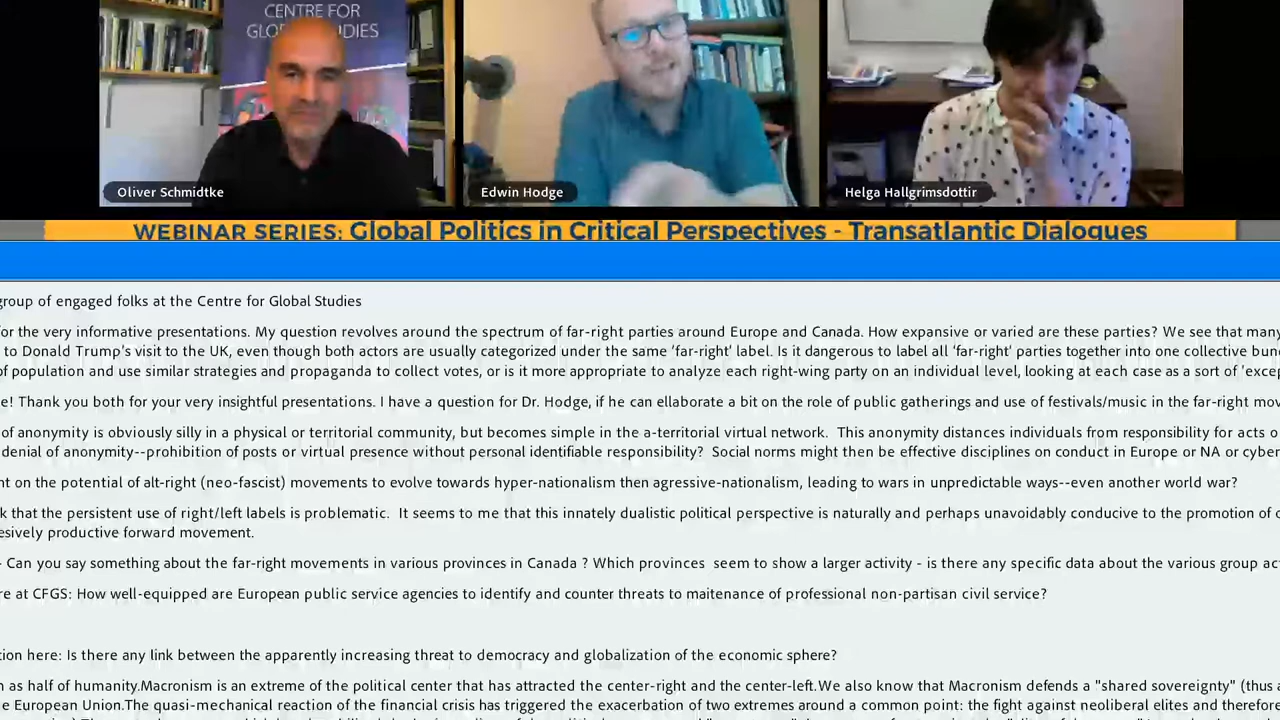 CENTRE FOR
Oliver Schmidtke
Edwin Hodge
Helga Hallgrimsdottir
WEBINAR SERIES: Global Politics in Critical Perspectives - Transatlantic Dialogues
group of engaged folks at the Centre for Global Studies
for the very informative presentations. My question revolves around the spectrum of far-right parties around Europe and Canada. How expansive or varied are these parties? We see that many
to Donald Trump's visit to the UK, even though both actors are usually categorized under the same 'far-right' label. Is it dangerous to label all 'far-right' parties together into one collective
of population and use similar strategies and propaganda to collect votes, or is it more appropriate to analyze each right-wing party on an individual level, looking at each case as a sort of
Thank you both for your very insightful presentations. I have a question for Dr. Hodge, if he can ellaborate a bit on the role of public gatherings and use of festivals/music in the far-right
of anonymity is obviously silly in a physical or territorial community, but becomes simple in the a-territorial virtual network. This anonymity distances individuals from responsibility for acts
denial of anonymity--prohibition of posts or virtual presence without personal identifiable responsibility? Social norms might then be effective disciplines on conduct in Europe or NA or
on the potential of alt-right (neo-fascist) movements to evolve towards hyper-nationalism then agressive-nationalism, leading to wars in unpredictable ways--even another world war?
that the persistent use of right/left labels is problematic. It seems to me that this innately dualistic political perspective is naturally and perhaps unavoidably conducive to the promotion of
productive forward movement.
- Can you say something about the far-right movements in various provinces in Canada ? Which provinces seem to show a larger activity - is there any specific data about the various group
at CFGS: How well-equipped are European public service agencies to identify and counter threats to maitenance of professional non-partisan civil service?
here: Is there any link between the apparently increasing threat to democracy and globalization of the economic sphere?
as half of humanity.Macronism is an extreme of the political center that has attracted the center-right and the center-left.We also know that Macronism defends a "shared sovereignty" (thus
European Union.The quasi-mechanical reaction of the financial crisis has triggered the exacerbation of two extremes around a common point: the fight against neoliberal elites and therefore